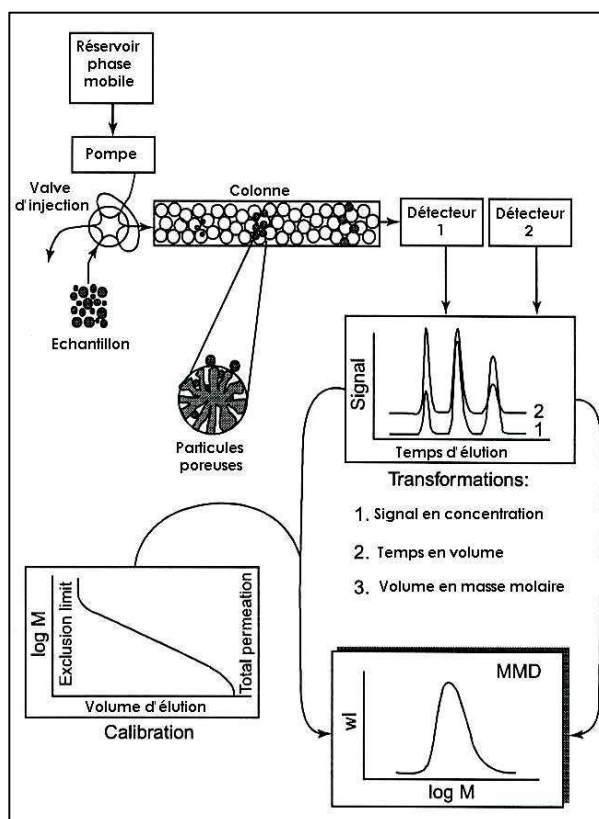 Réservoir
phase
mobile
Pompe
Valve
d'injection
Colonne
Détecteur
1
Détecteur
2
Echantillon
Particules
poreuses
Signal
2
1
Temps d'élution
Transformations:
1. Signal en concentration
2. Temps en volume
3. Volume en masse molaire
log M
Exclusion limit
Total permeation
Volume d'élution
Calibration
MMD
wl
log M